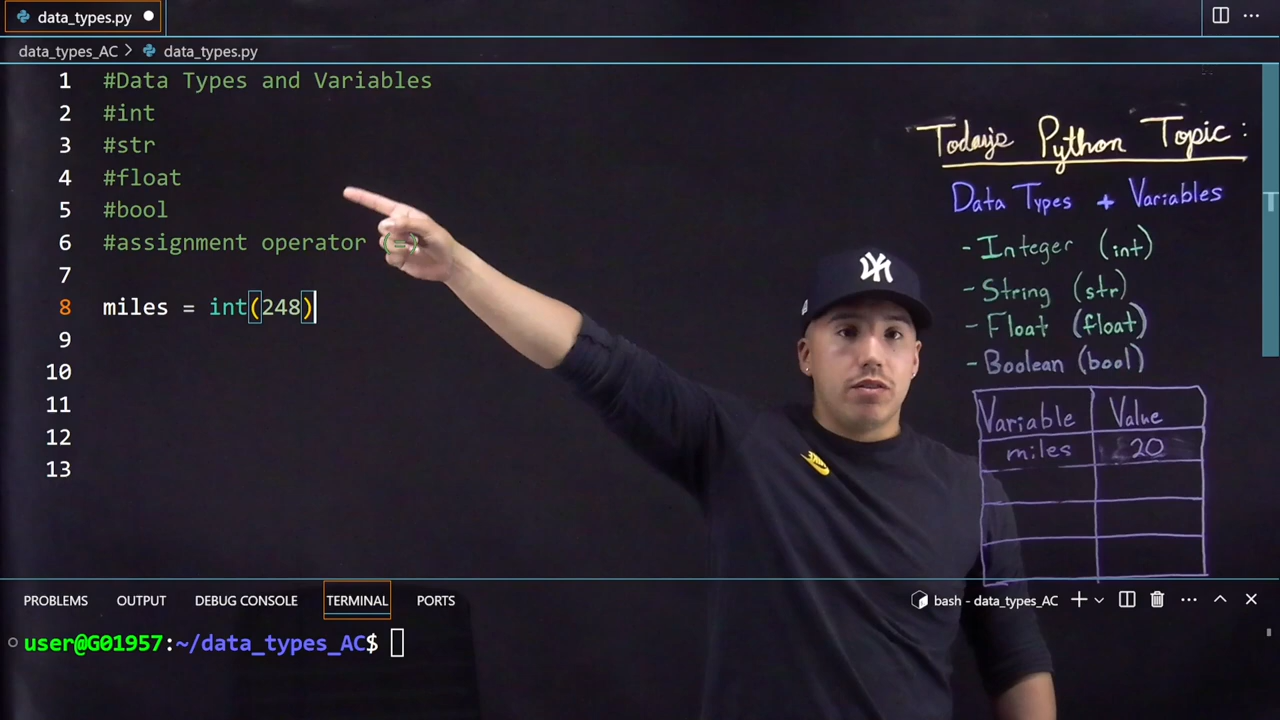 data_types.py
data_types_AC > data_types.py
1 #Data Types and Variables
2 #int
3 #str
4 #float
5 #bool
6 #assignment operator (=)
7
8 miles = int(248)
9
10
11
12
13
Today's Python Topic:
Data Types + Variables
- Integer (int)
- String (str)
- Float (float)
- Boolean (bool)
Variable Value
miles 20
NY
PROBLEMS OUTPUT DEBUG CONSOLE TERMINAL PORTS
bash - data_types_AC
user@G01957:~/data_types_AC$